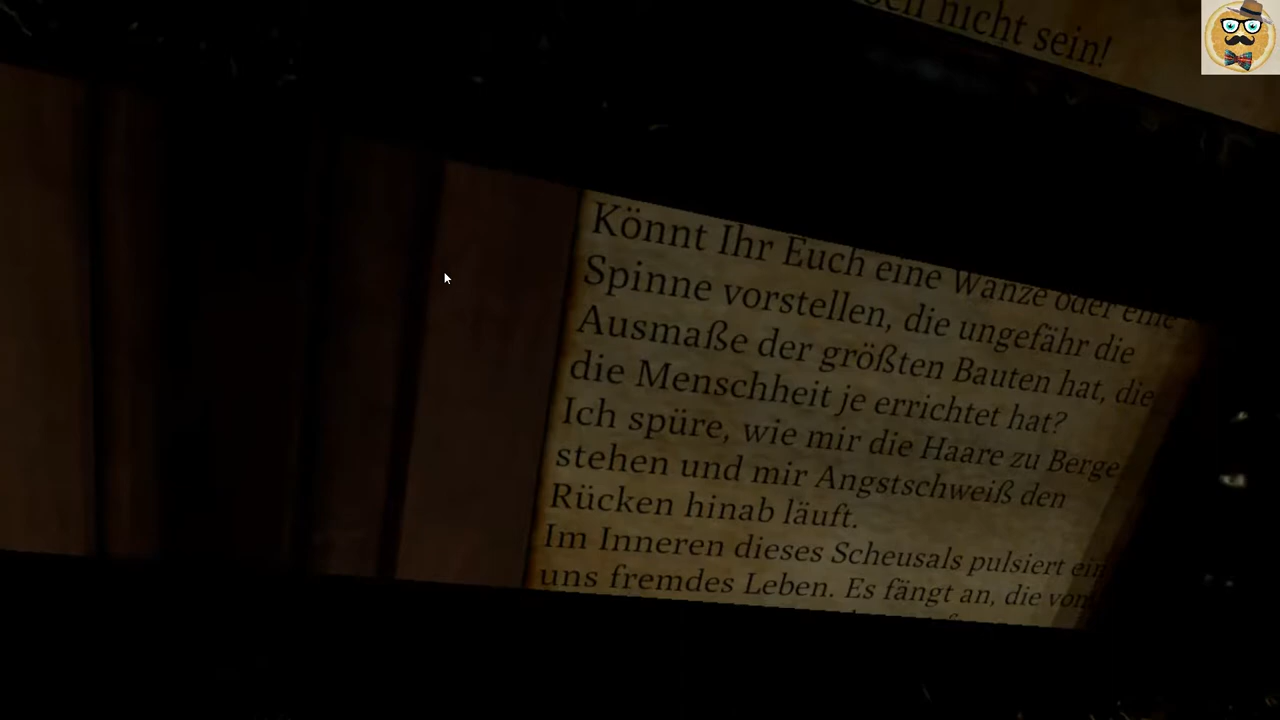 nicht sein!
Könnt Ihr Euch eine Wanze oder eine
Spinne vorstellen, die ungefähr die
Ausmaße der größten Bauten hat, die
die Menschheit je errichtet hat?
Ich spüre, wie mir die Haare zu Berge
stehen und mir Angstschweiß den
Rücken hinab läuft.
Im Inneren dieses Scheusals pulsiert ein
uns fremdes Leben. Es fängt an, die vom